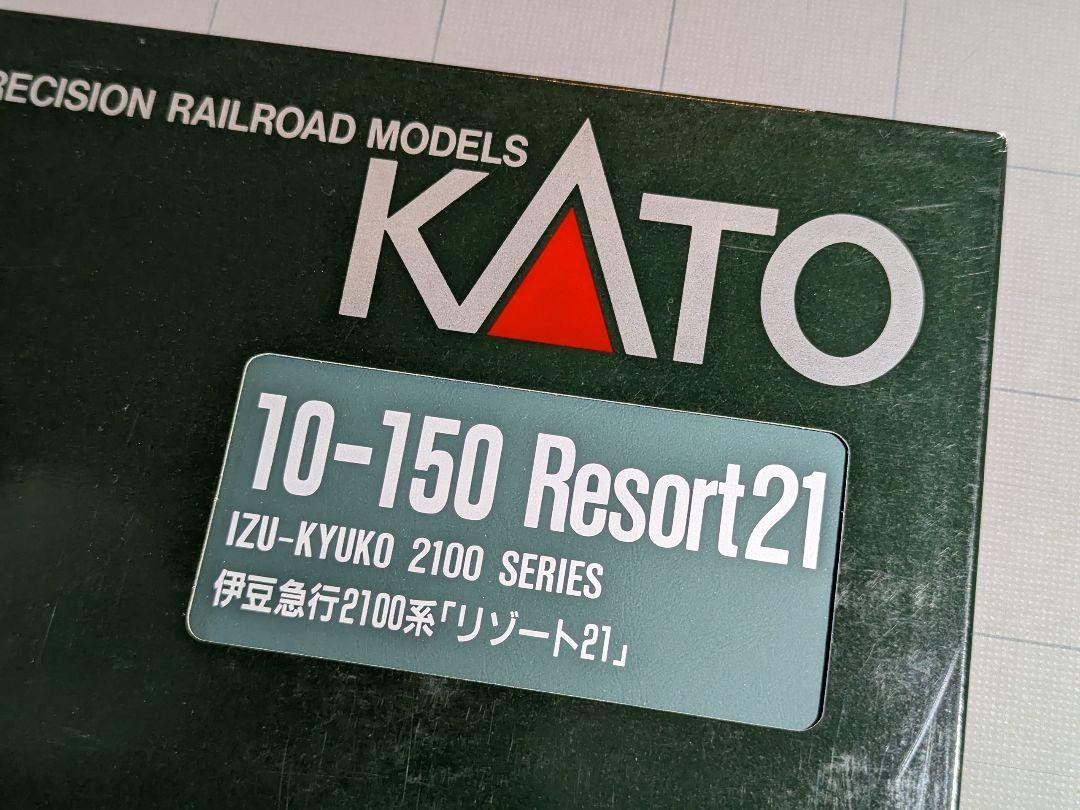 RECISION RAILROAD MODELS
KATO
10-150 Resort21
IZU-KYUKO 2100 SERIES
伊豆急行2100系「リゾート21」